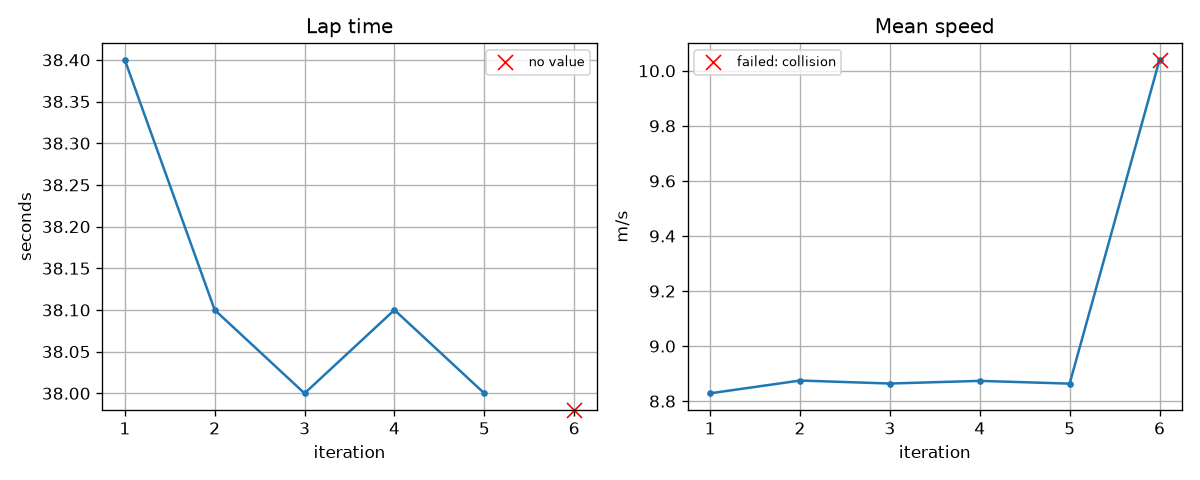 Lap time
no value
38.40
38.35
38.30
38.25
38.20
38.15
38.10
38.05
38.00
seconds
1 2 3 4 5 6
iteration
Mean speed
failed: collision
10.0
9.8
9.6
9.4
9.2
9.0
8.8
m/s
1 2 3 4 5 6
iteration